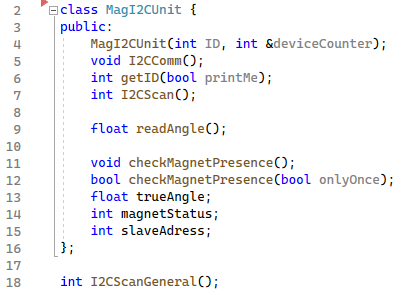 2 class MagI2CUnit {
3 public:
4 MagI2CUnit(int ID, int &deviceCounter);
5 void I2CComm();
6 int getID(bool printMe);
7 int I2CScan();
8
9 float readAngle();
10
11 void checkMagnetPresence();
12 bool checkMagnetPresence(bool onlyOnce);
13 float trueAngle;
14 int magnetStatus;
15 int slaveAdress;
16 };
17
18 int I2CScanGeneral();